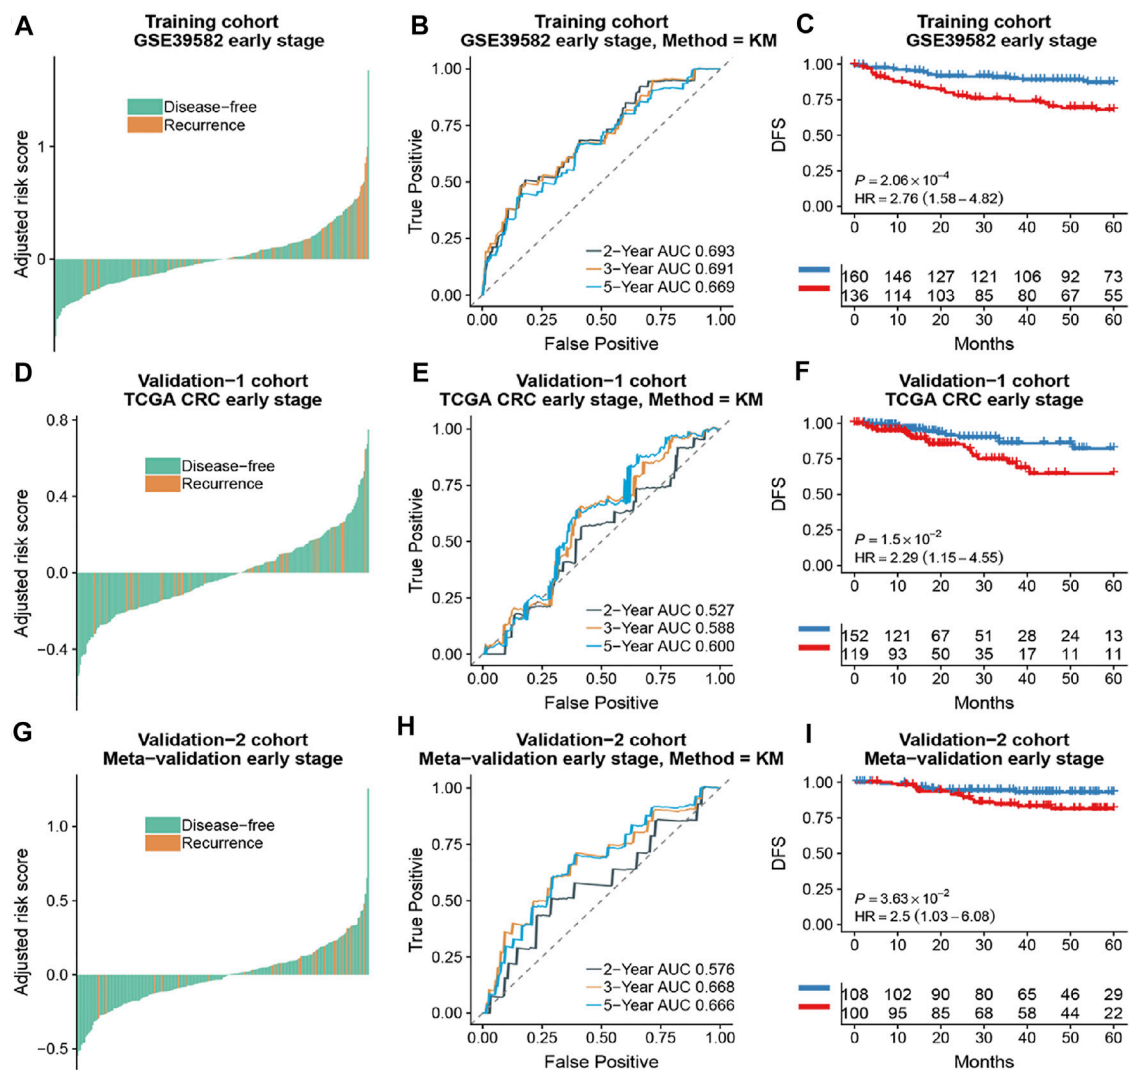 A
Training cohort
GSE39582 early stage
Adjusted risk score
1
0
Disease-free
Recurrence
B
Training cohort
GSE39582 early stage, Method = KM
True Positivie
1.00
0.75
0.50
0.25
0.00
2-Year AUC 0.693
3-Year AUC 0.691
5-Year AUC 0.669
0.00 0.25 0.50 0.75 1.00
False Positive
C
Training cohort
GSE39582 early stage
DFS
1.00
0.75
0.50
0.25
0.00
P = 2.06 × 10⁻⁴
HR = 2.76 (1.58 − 4.82)
0 10 20 30 40 50 60
160 146 127 121 106 92 73
136 114 103 85 80 67 55
0 10 20 30 40 50 60
Months
D
Validation-1 cohort
TCGA CRC early stage
Adjusted risk score
0.8
0.4
0.0
-0.4
Disease-free
Recurrence
E
Validation-1 cohort
TCGA CRC early stage, Method = KM
True Positivie
1.00
0.75
0.50
0.25
0.00
2-Year AUC 0.527
3-Year AUC 0.588
5-Year AUC 0.600
0.00 0.25 0.50 0.75 1.00
False Positive
F
Validation-1 cohort
TCGA CRC early stage
DFS
1.00
0.75
0.50
0.25
0.00
P = 1.5 × 10⁻²
HR = 2.29 (1.15 − 4.55)
0 10 20 30 40 50 60
152 121 67 51 28 24 13
119 93 50 35 17 11 11
0 10 20 30 40 50 60
Months
G
Validation-2 cohort
Meta-validation early stage
Adjusted risk score
1.0
0.5
0.0
-0.5
Disease-free
Recurrence
H
Validation-2 cohort
Meta-validation early stage, Method = KM
True Positivie
1.00
0.75
0.50
0.25
0.00
2-Year AUC 0.576
3-Year AUC 0.668
5-Year AUC 0.666
0.00 0.25 0.50 0.75 1.00
False Positive
I
Validation-2 cohort
Meta-validation early stage
DFS
1.00
0.75
0.50
0.25
0.00
P = 3.63 × 10⁻²
HR = 2.5 (1.03 − 6.08)
0 10 20 30 40 50 60
108 102 90 80 65 46 29
100 95 85 68 58 44 22
0 10 20 30 40 50 60
Months